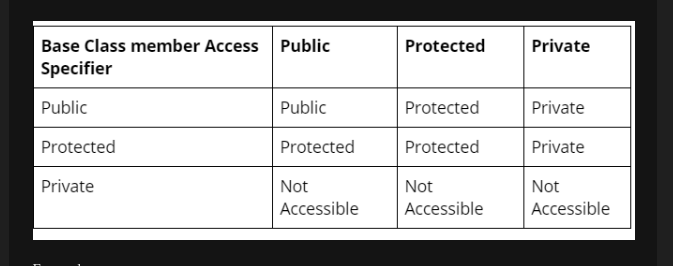 Base Class member Access Public Protected Private
Specifier
Public Public Protected Private
Protected Protected Protected Private
Private Not Not Not
Accessible Accessible Accessible